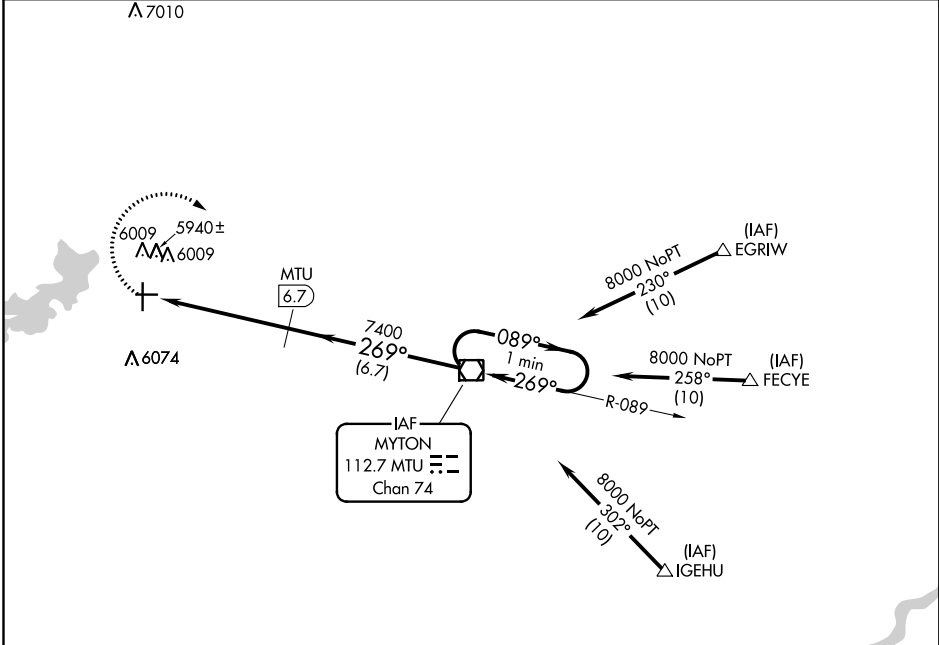 7010
6009
5940±
6009
6074
MTU
6.7
7400
269°
(6.7)
089°
1 min
269°
R-089
IAF
MYTON
112.7 MTU
Chan 74
(IAF)
EGRIW
8000 NoPT
230°
(10)
(IAF)
FECYE
8000 NoPT
258°
(10)
8000 NoPT
302°
(10)
(IAF)
IGEHU